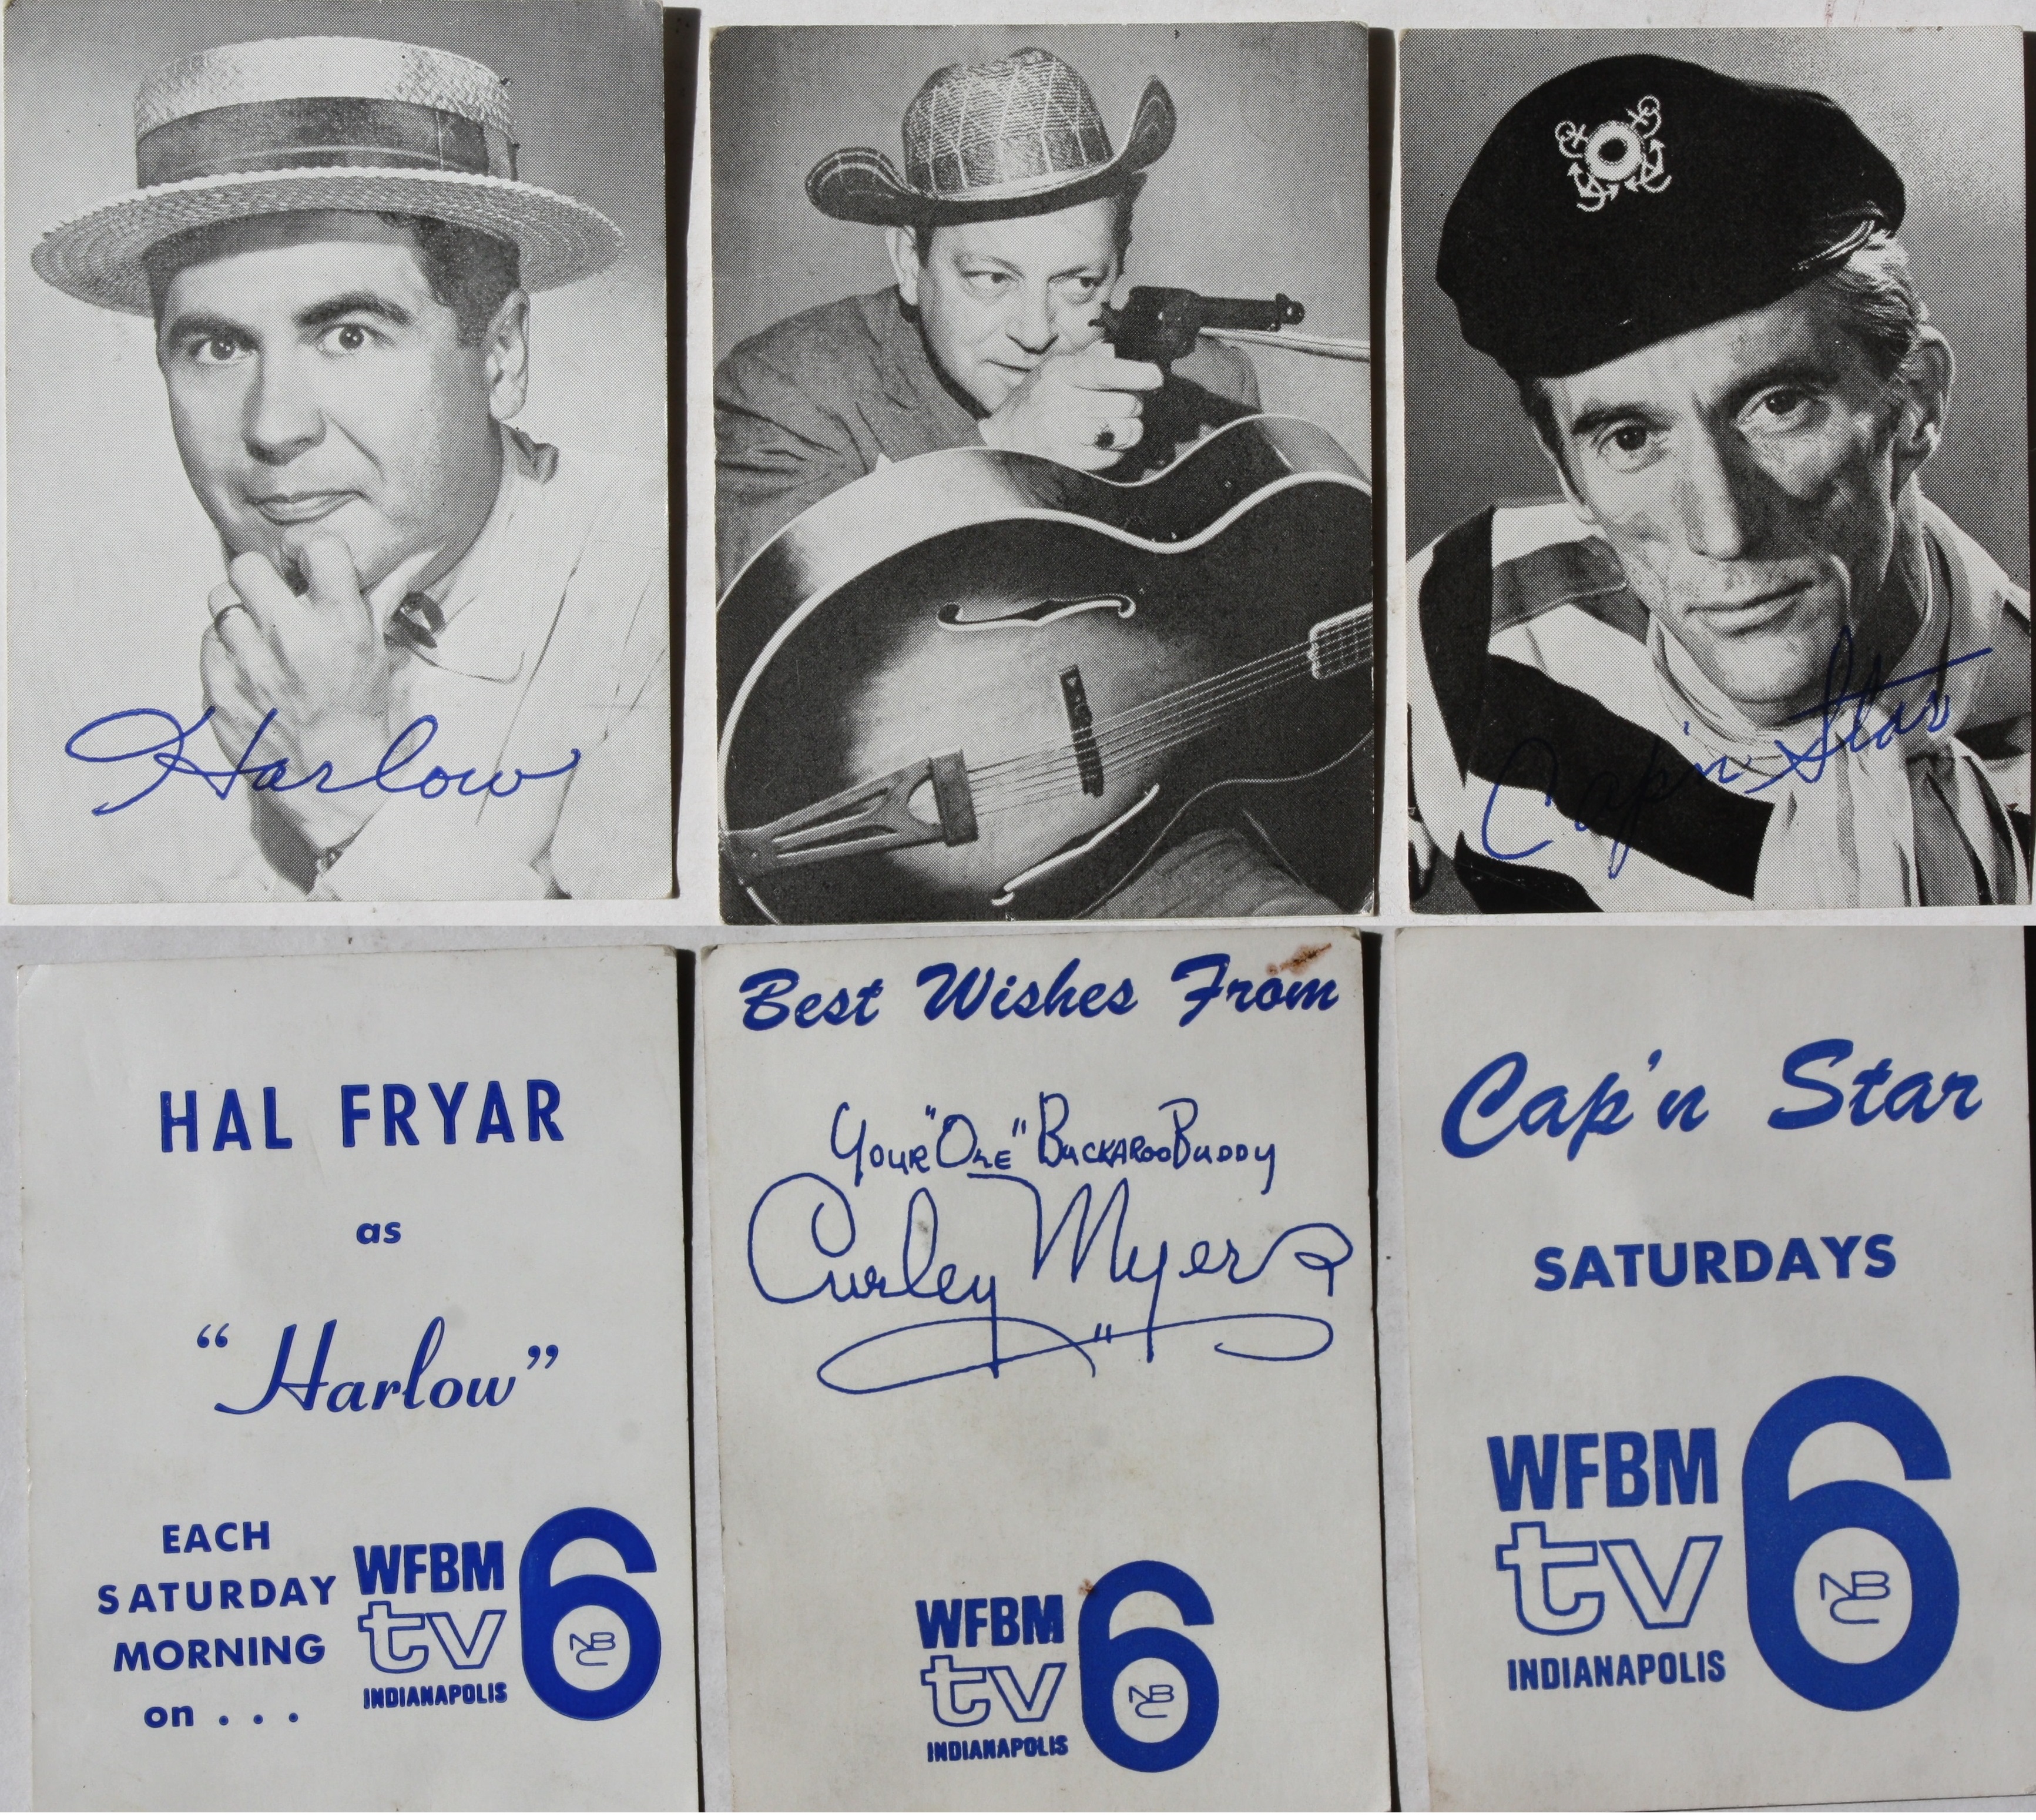 Harlow
Cap'n Star
HAL FRYAR
as
"Harlow"
EACH
SATURDAY
MORNING
on . . .
WFBM
tv
INDIANAPOLIS
6
NBC
Best Wishes From
YOUR "ONE" BUCKAROO BUDDY
Curley Myers
WFBM
tv
INDIANAPOLIS
6
NBC
Cap'n Star
SATURDAYS
WFBM
tv
INDIANAPOLIS
6
NBC